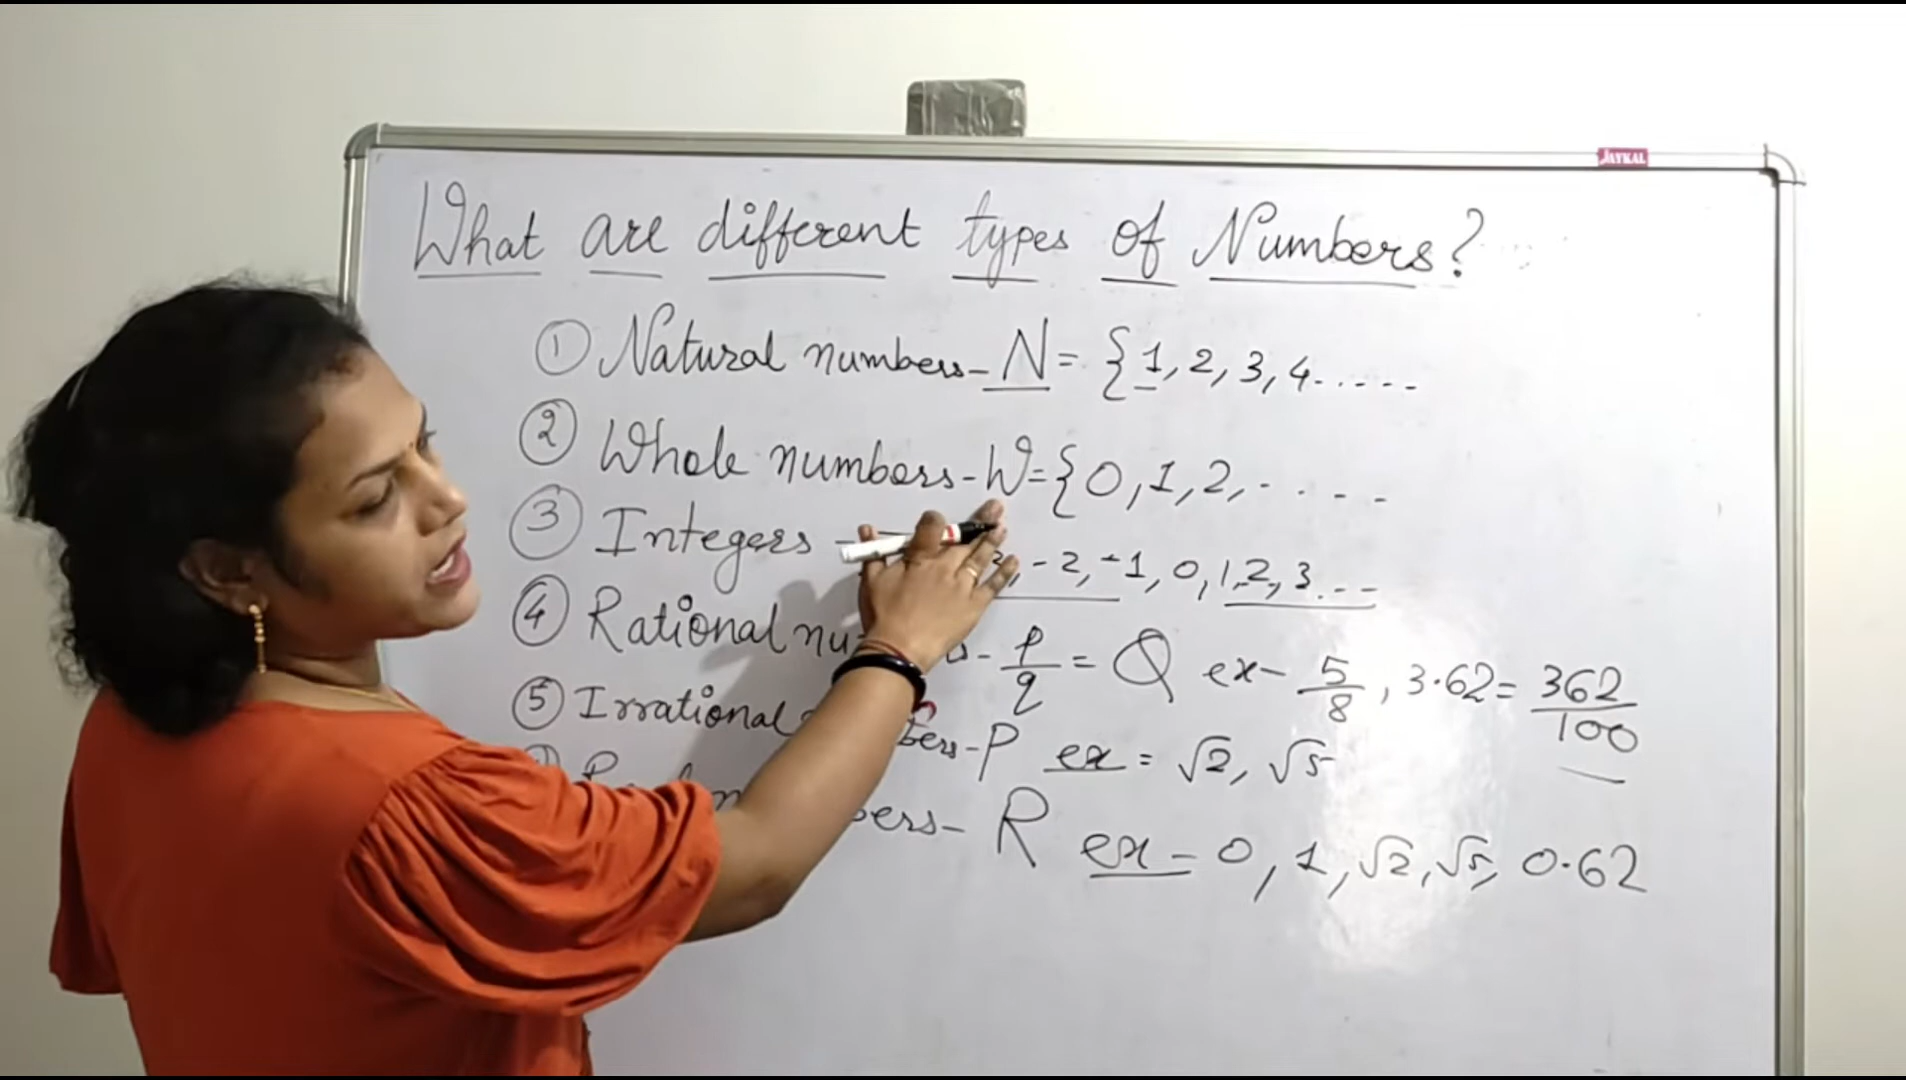 JAYKAL
What are different types of Numbers?
① Natural numbers- N = {1, 2, 3, 4.....
② Whole numbers-W={0, 1, 2, . . . .
③ Integers - , -2, -1, 0, 1, 2, 3...
④ Rational - p/q = Q ex- 5/8, 3.62= 362/100
⑤ Irrational -P ex = √2, √5
- R ex- 0, 1, √2, √5, 0.62